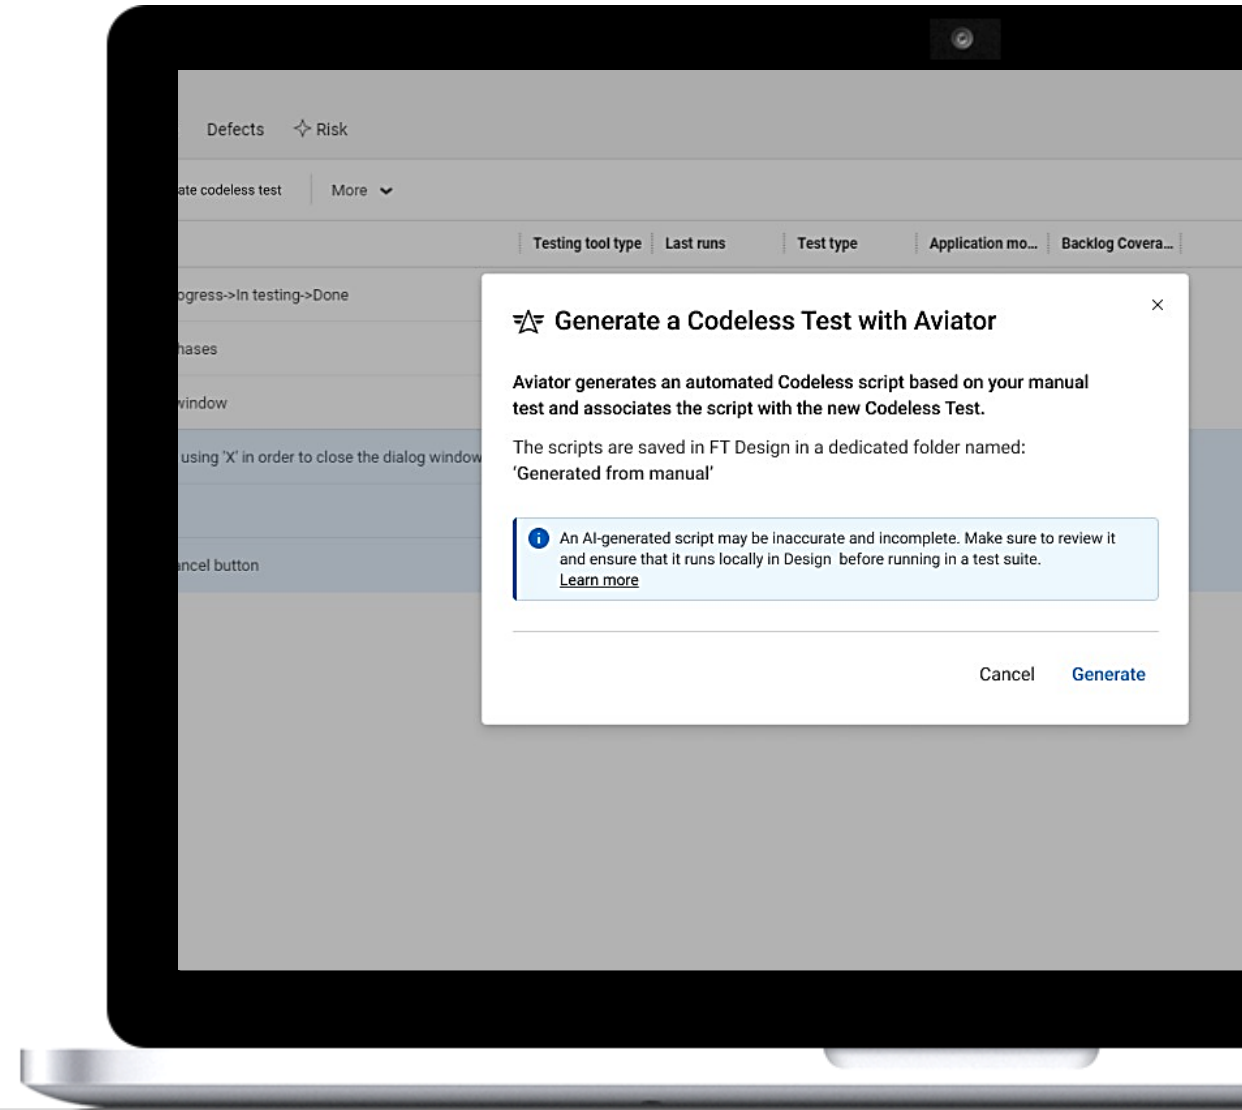 Defects Risk
ate codeless test More
Testing tool type Last runs Test type Application mo... Backlog Covera...
ogress->In testing->Done
hases
window
using 'X' in order to close the dialog window
ancel button
Generate a Codeless Test with Aviator
Aviator generates an automated Codeless script based on your manual
test and associates the script with the new Codeless Test.
The scripts are saved in FT Design in a dedicated folder named:
'Generated from manual'
An AI-generated script may be inaccurate and incomplete. Make sure to review it
and ensure that it runs locally in Design before running in a test suite.
Learn more
Cancel Generate